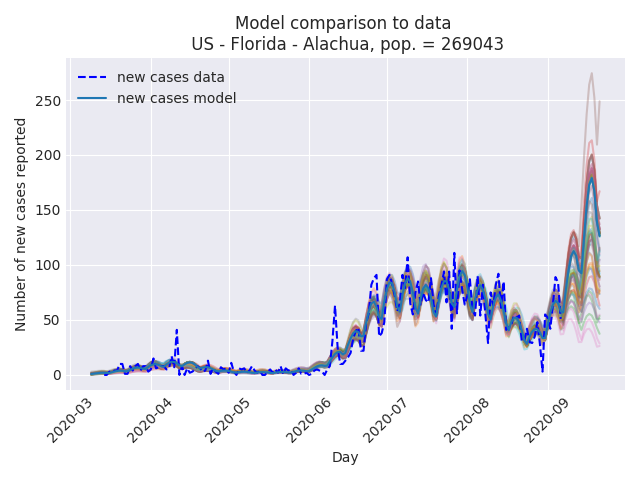 Model comparison to data
US - Florida - Alachua, pop. = 269043
new cases data
new cases model
Number of new cases reported
250
200
150
100
50
0
2020-03
2020-04
2020-05
2020-06
2020-07
2020-08
2020-09
Day